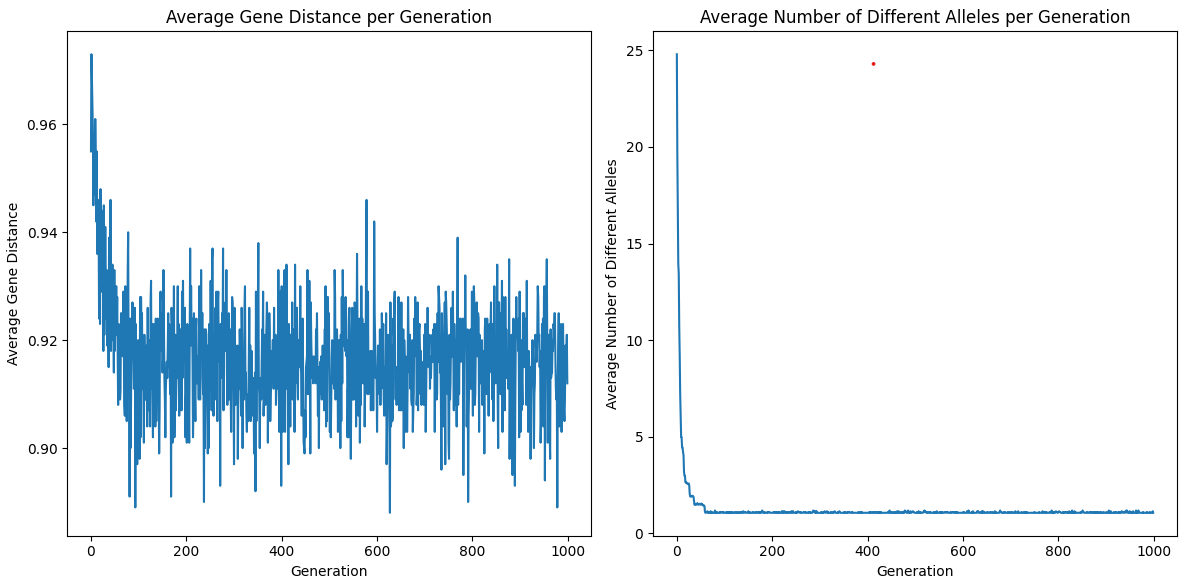 Average Gene Distance per Generation
Average Gene Distance
0.96
0.94
0.92
0.90
0 200 400 600 800 1000
Generation
Average Number of Different Alleles per Generation
Average Number of Different Alleles
25
20
15
10
5
0
0 200 400 600 800 1000
Generation